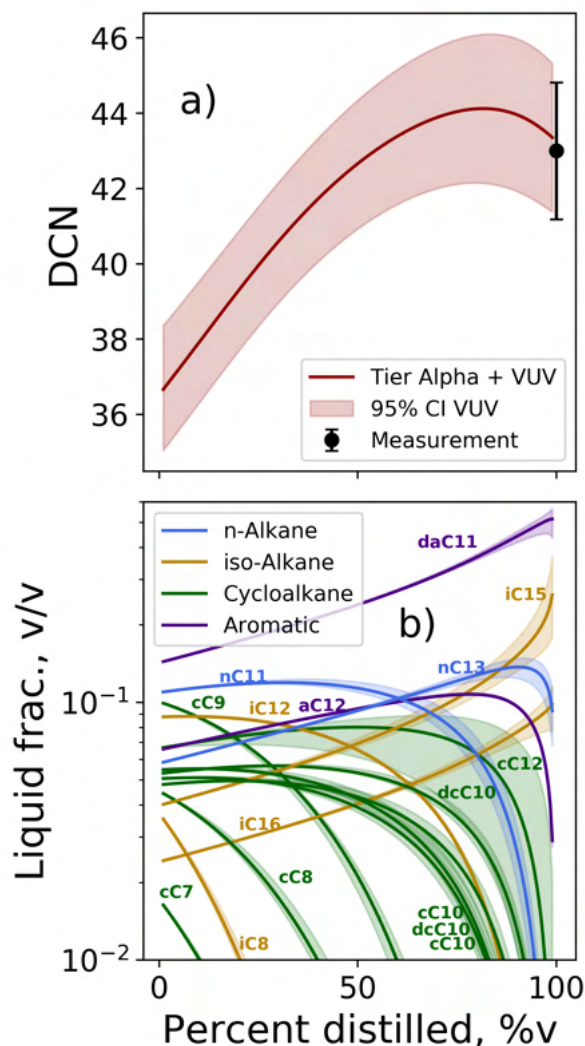 46
44
42
40
38
36
DCN
a)
Tier Alpha + VUV
95% CI VUV
Measurement
n-Alkane
iso-Alkane
Cycloalkane
Aromatic
daC11
iC15
b)
nC11
nC13
cC9
iC12
aC12
cC12
dcC10
iC16
cC8
cC7
iC8
cC10
dcC10
cC10
10⁻¹
10⁻²
Liquid frac., v/v
0
50
100
Percent distilled, %v